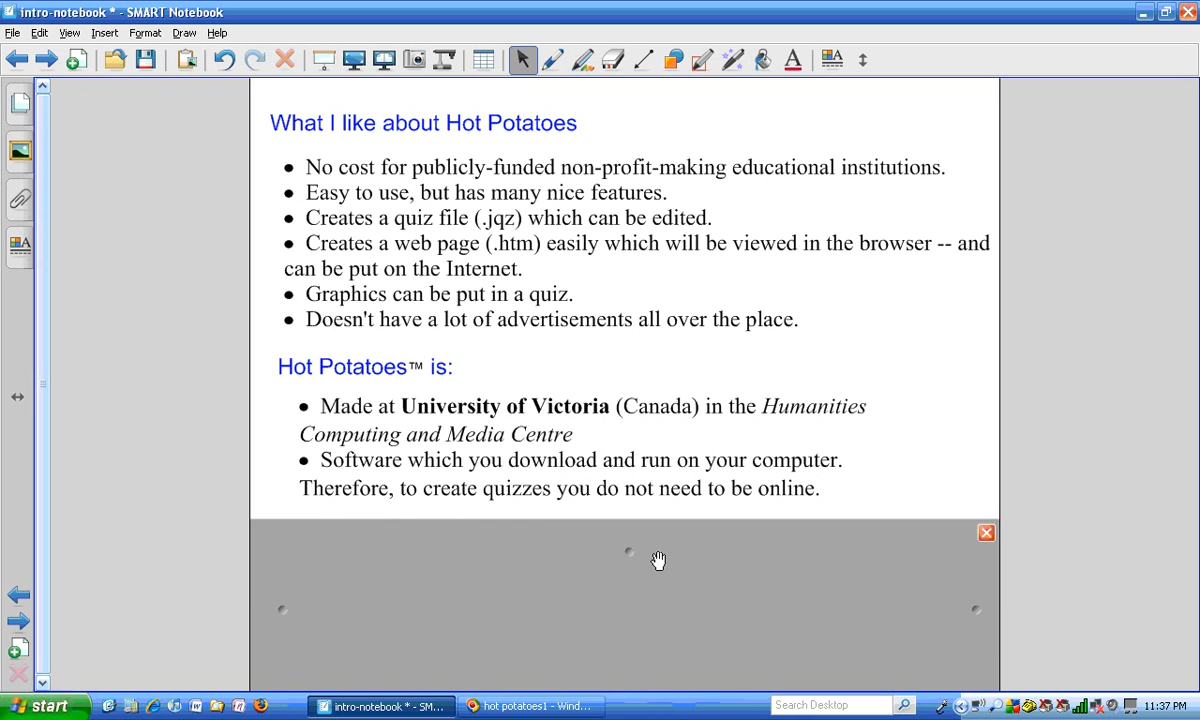 intro-notebook * - SMART Notebook
File Edit View Insert Format Draw Help
What I like about Hot Potatoes
• No cost for publicly-funded non-profit-making educational institutions.
• Easy to use, but has many nice features.
• Creates a quiz file (.jqz) which can be edited.
• Creates a web page (.htm) easily which will be viewed in the browser -- and
can be put on the Internet.
• Graphics can be put in a quiz.
• Doesn't have a lot of advertisements all over the place.
Hot Potatoes™ is:
• Made at University of Victoria (Canada) in the Humanities
Computing and Media Centre
• Software which you download and run on your computer.
Therefore, to create quizzes you do not need to be online.
start intro-notebook * - SM... hot potatoes1 - Wind... Search Desktop 11:37 PM